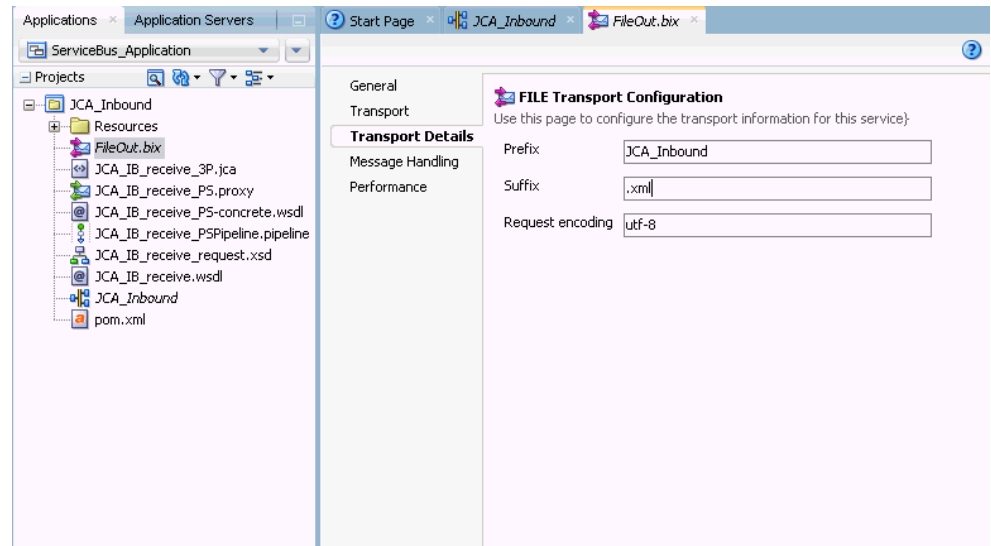 Applications Application Servers
Start Page JCA_Inbound FileOut.bix
ServiceBus_Application
Projects
JCA_Inbound
Resources
FileOut.bix
JCA_IB_receive_3P.jca
JCA_IB_receive_PS.proxy
JCA_IB_receive_PS-concrete.wsdl
JCA_IB_receive_PSPipeline.pipeline
JCA_IB_receive_request.xsd
JCA_IB_receive.wsdl
JCA_Inbound
pom.xml
General
Transport
Transport Details
Message Handling
Performance
FILE Transport Configuration
Use this page to configure the transport information for this service}
Prefix JCA_Inbound
Suffix .xml
Request encoding utf-8